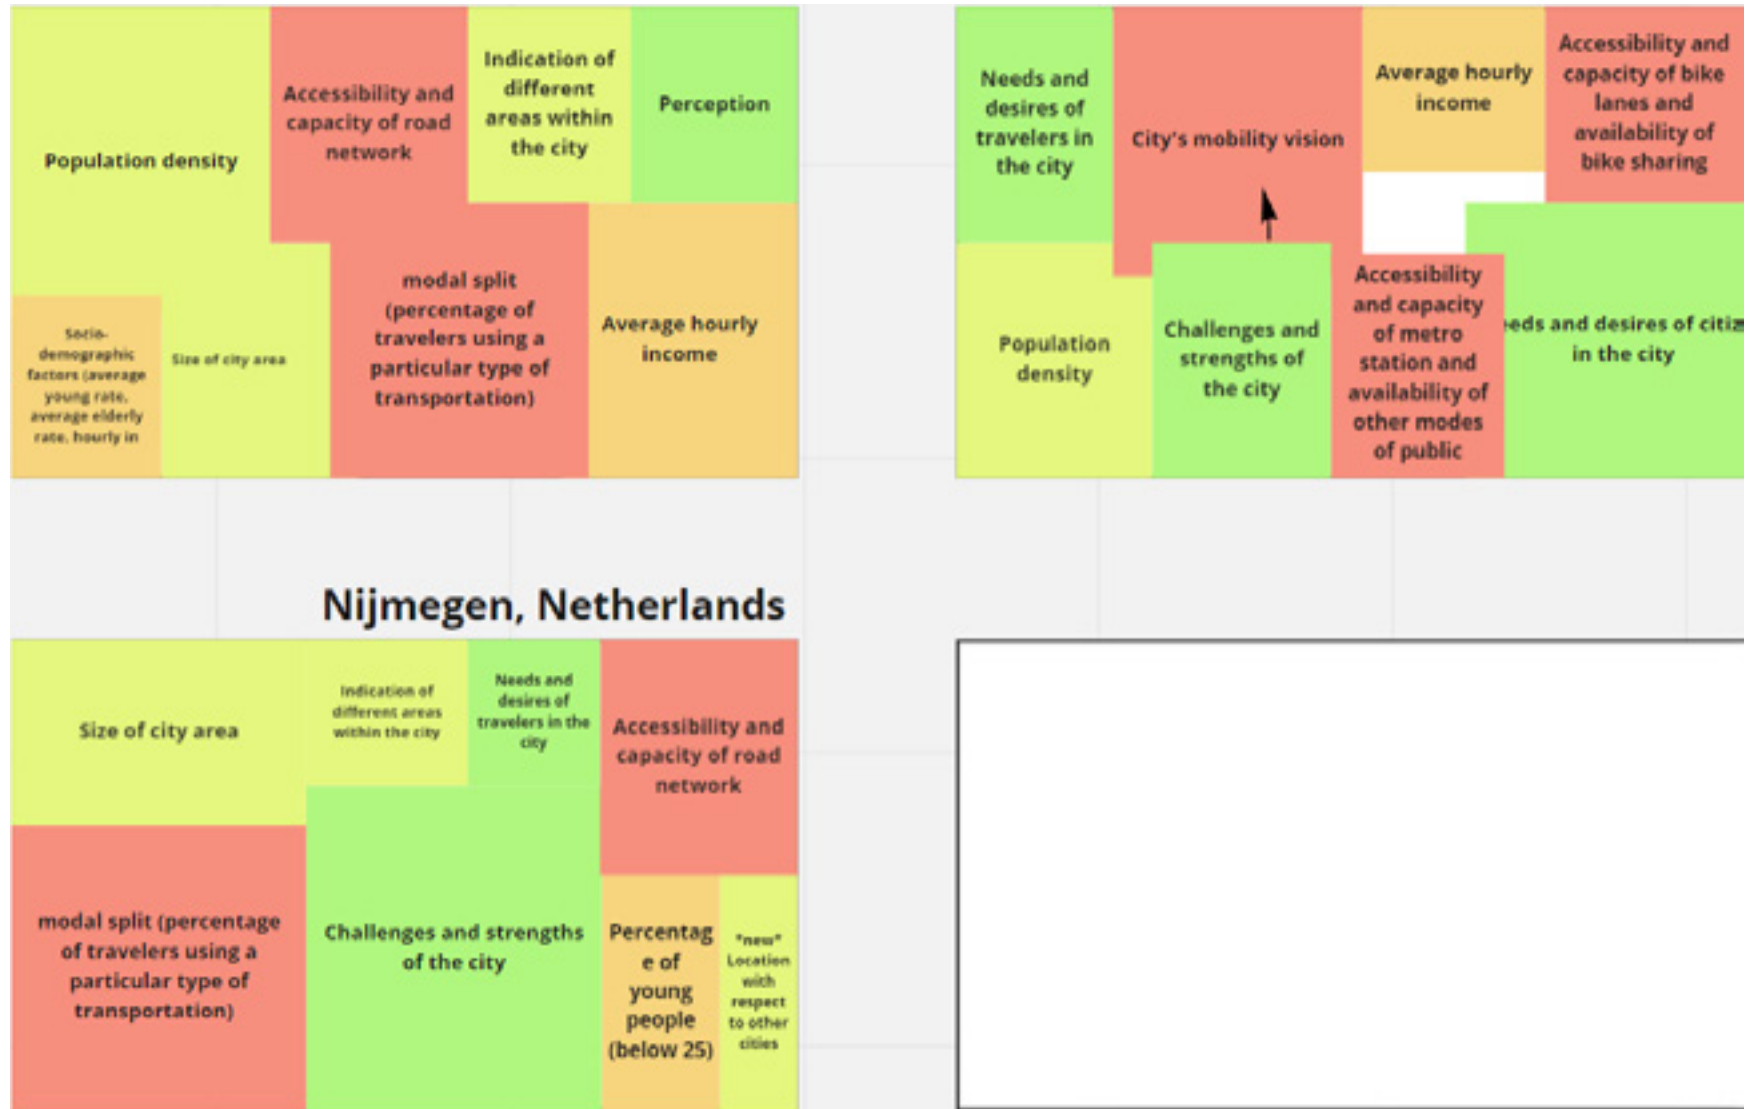 Population density
Accessibility and
capacity of road
network
Indication of
different
areas within
the city
Perception
Socio-
demographic
factors (average
young rate,
average elderly
rate, hourly in
Size of city area
modal split
(percentage of
travelers using a
particular type of
transportation)
Average hourly
income
Needs and
desires of
travelers in
the city
City's mobility vision
Average hourly
income
Accessibility and
capacity of bike
lanes and
availability of
bike sharing
Population
density
Challenges and
strengths of
the city
Accessibility
and capacity
of metro
station and
availability of
other modes
of public
eeds and desires of citiz
in the city
Nijmegen, Netherlands
Size of city area
Indication of
different areas
within the city
Needs and
desires of
travelers in the
city
Accessibility and
capacity of road
network
modal split (percentage
of travelers using a
particular type of
transportation)
Challenges and strengths
of the city
Percentag
e of
young
people
(below 25)
"new"
Location
with
respect
to other
cities